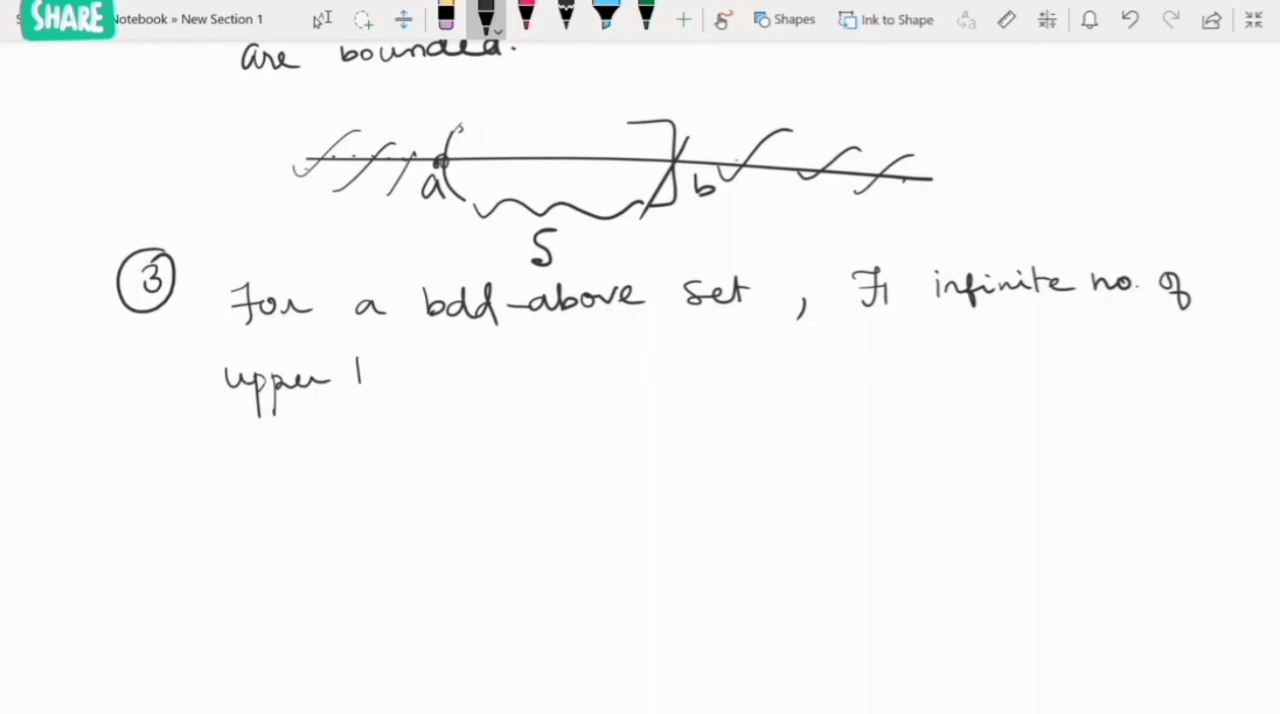 SHARE
Notebook » New Section 1
Shapes
Ink to Shape
are bounded.
a
b
S
③ For a bdd-above set, ∃ infinite no. of
upper